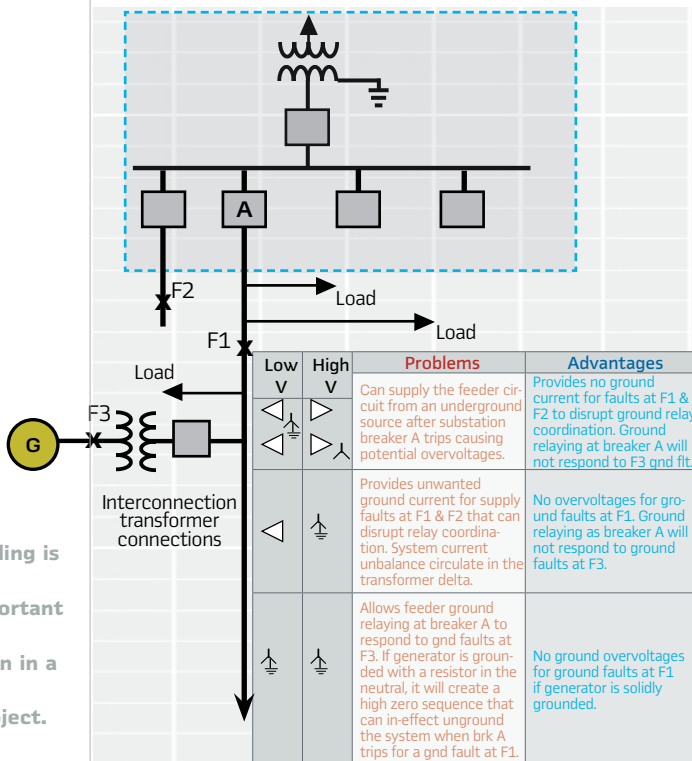 A
F2
Load
F1
Load
Load
F3
G
Interconnection
transformer
connections
ding is
ortant
n in a
ject.
Low
V
High
V
Problems
Advantages
Can supply the feeder cir-
cuit from an underground
source after substation
breaker A trips causing
potential overvoltages.
Provides no ground
current for faults at F1 &
F2 to disrupt ground relay
coordination. Ground
relaying at breaker A will
not respond to F3 gnd flt.
Provides unwanted
ground current for supply
faults at F1 & F2 that can
disrupt relay coordina-
tion. System current
unbalance circulate in the
transformer delta.
No overvoltages for gro-
und faults at F1. Ground
relaying as breaker A will
not respond to ground
faults at F3.
Allows feeder ground
relaying at breaker A to
respond to gnd faults at
F3. If generator is groun-
ded with a resistor in the
neutral, it will create a
high zero sequence that
can in-effect unground
the system when brk A
trips for a gnd fault at F1.
No ground overvoltages
for ground faults at F1
if generator is solidly
grounded.